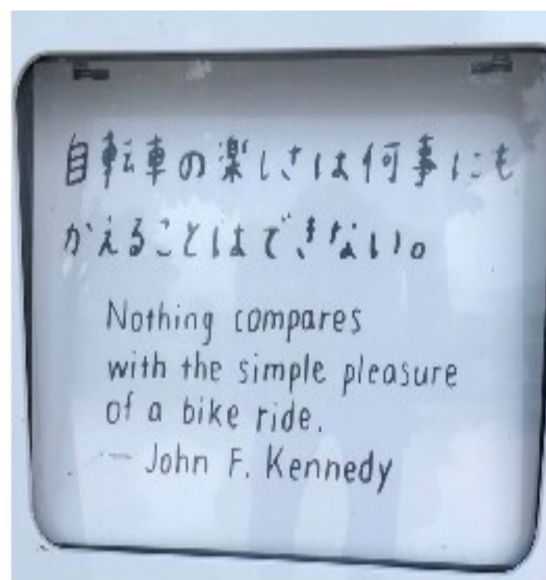 自転車の楽しさは何事にも
かえることはできない。
Nothing compares
with the simple pleasure
of a bike ride.
— John F. Kennedy